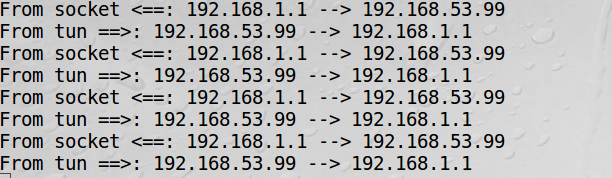 From socket <==: 192.168.1.1 --> 192.168.53.99
From tun ==>: 192.168.53.99 --> 192.168.1.1
From socket <==: 192.168.1.1 --> 192.168.53.99
From tun ==>: 192.168.53.99 --> 192.168.1.1
From socket <==: 192.168.1.1 --> 192.168.53.99
From tun ==>: 192.168.53.99 --> 192.168.1.1
From socket <==: 192.168.1.1 --> 192.168.53.99
From tun ==>: 192.168.53.99 --> 192.168.1.1